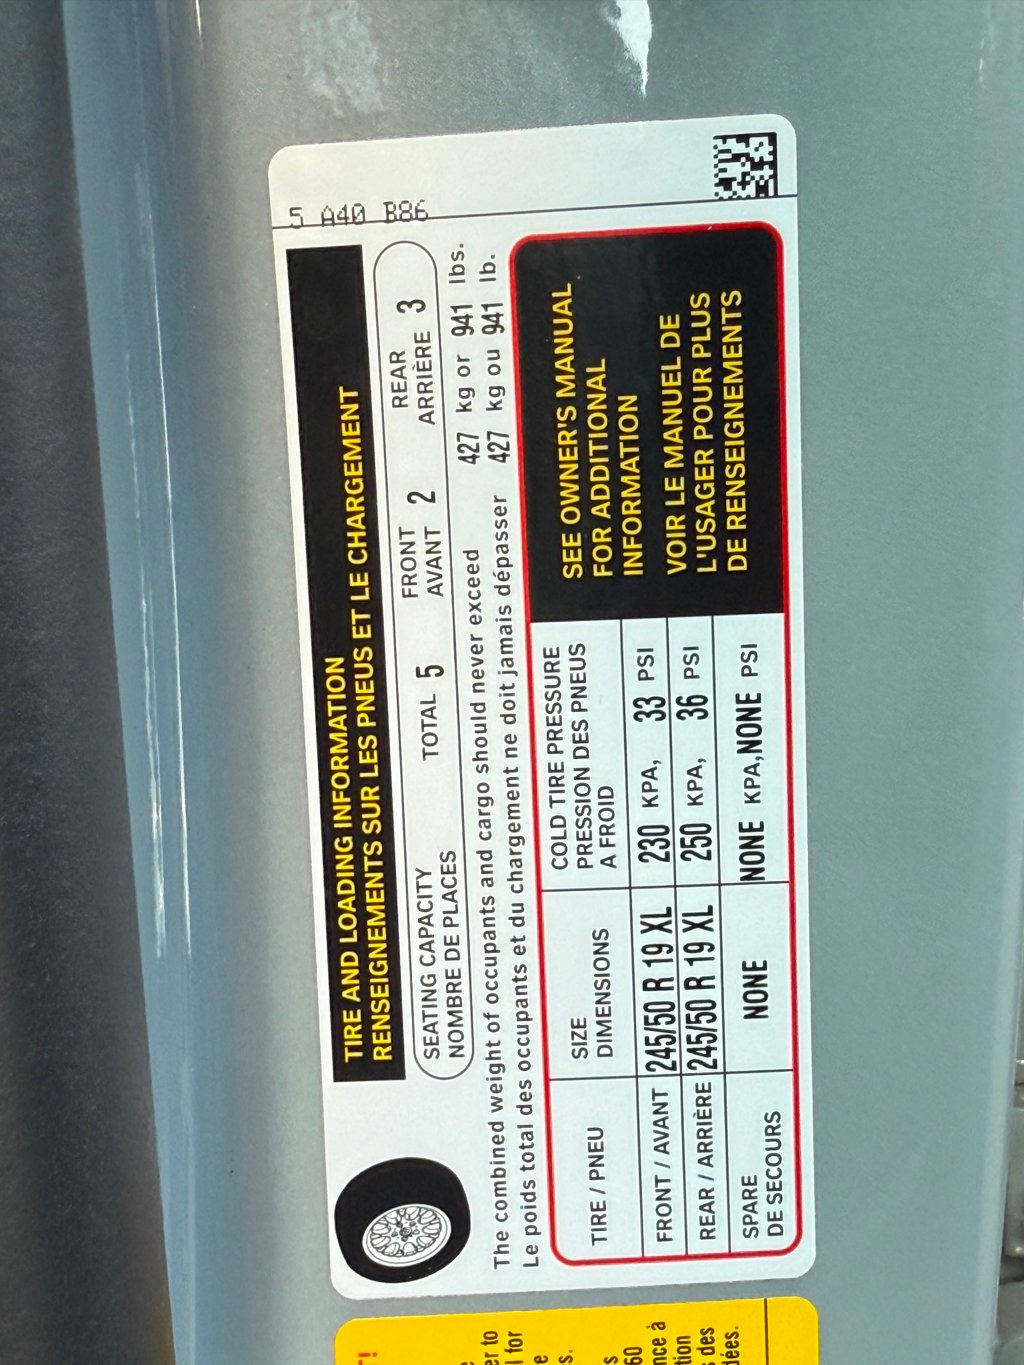 5 A40 B86
TIRE AND LOADING INFORMATION
RENSEIGNEMENTS SUR LES PNEUS ET LE CHARGEMENT
SEATING CAPACITY
NOMBRE DE PLACES
TOTAL 5
FRONT
AVANT 2
REAR
ARRIÈRE 3
The combined weight of occupants and cargo should never exceed 427 kg or 941 lbs.
Le poids total des occupants et du chargement ne doit jamais dépasser 427 kg ou 941 lb.
TIRE / PNEU
SIZE
DIMENSIONS
COLD TIRE PRESSURE
PRESSION DES PNEUS
A FROID
FRONT / AVANT 245/50 R 19 XL 230 KPA, 33 PSI
REAR / ARRIÈRE 245/50 R 19 XL 250 KPA, 36 PSI
SPARE
DE SECOURS
NONE NONE KPA,NONE PSI
SEE OWNER'S MANUAL
FOR ADDITIONAL
INFORMATION
VOIR LE MANUEL DE
L'USAGER POUR PLUS
DE RENSEIGNEMENTS